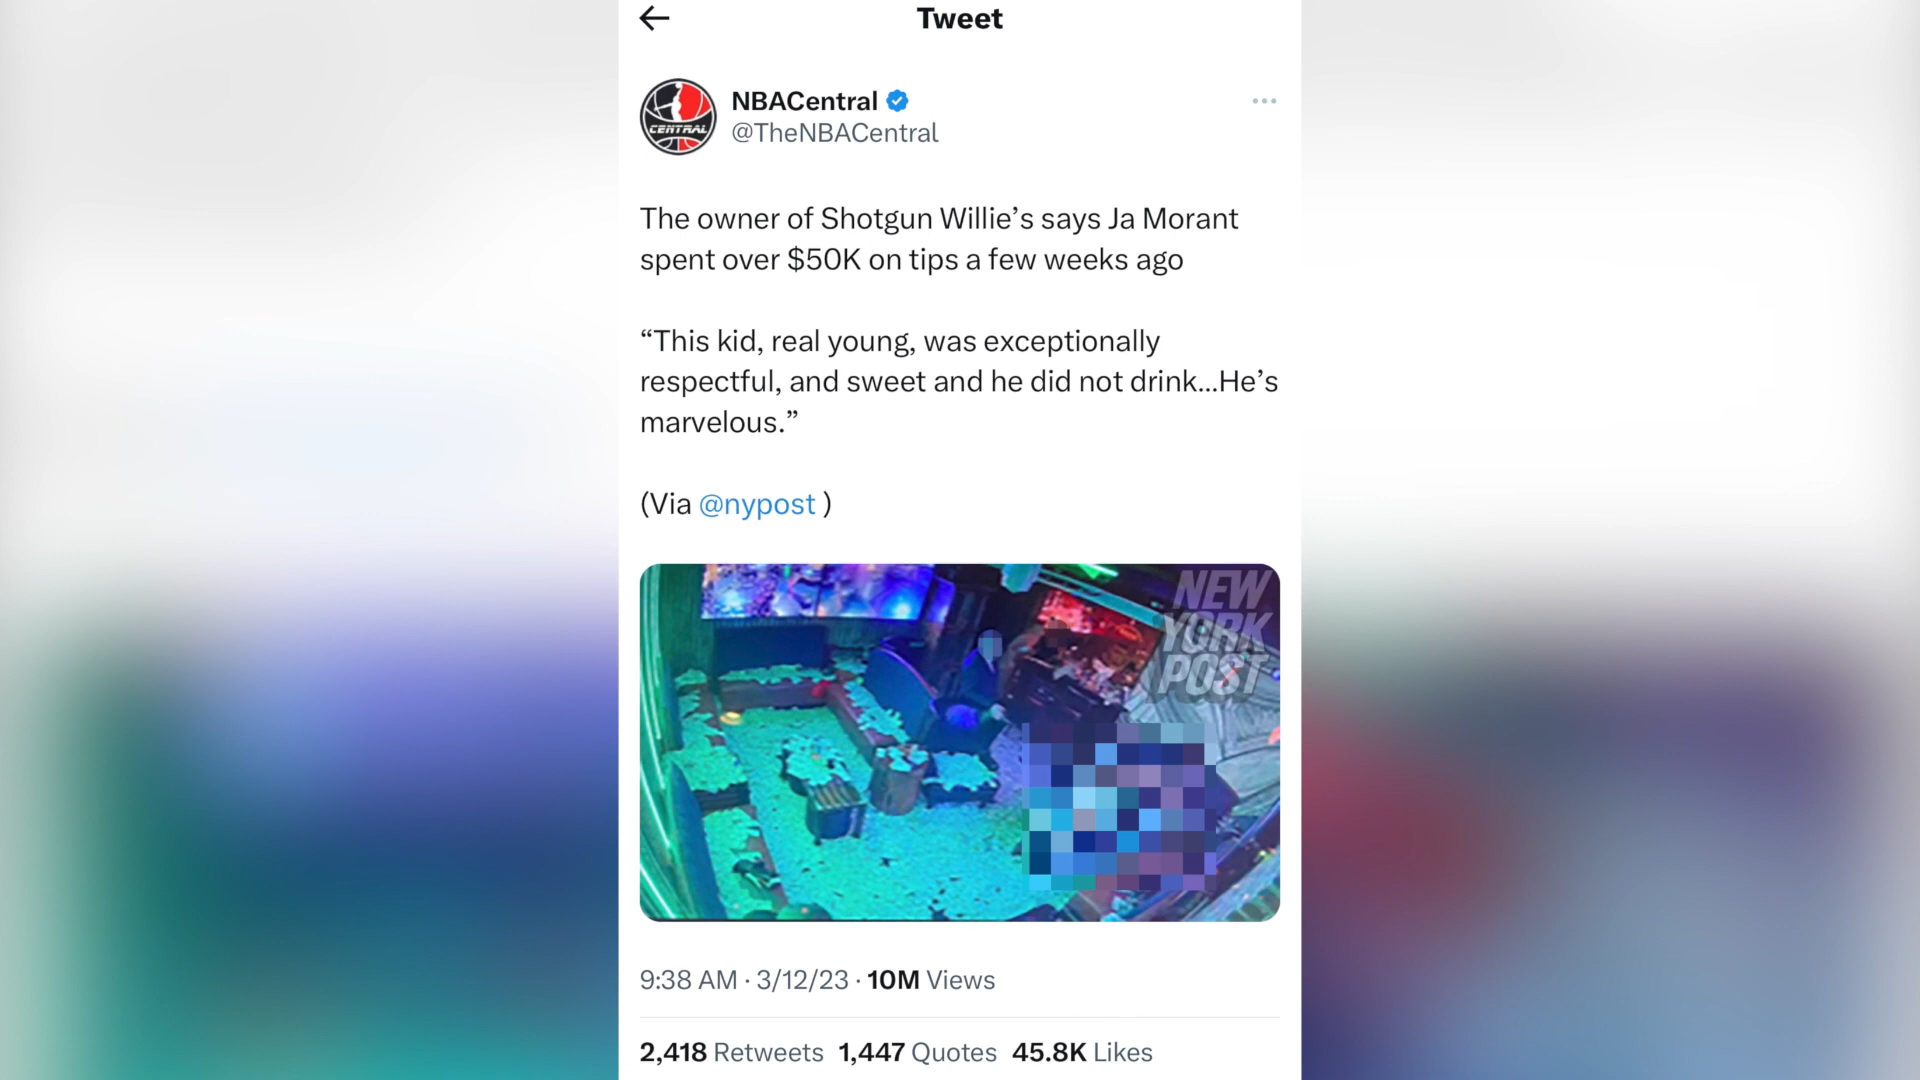 Tweet
NBACentral
@TheNBACentral
CENTRAL
The owner of Shotgun Willie’s says Ja Morant
spent over $50K on tips a few weeks ago
“This kid, real young, was exceptionally
respectful, and sweet and he did not drink...He’s
marvelous.”
(Via @nypost )
NEW
YORK
POST
9:38 AM · 3/12/23 · 10M Views
2,418 Retweets 1,447 Quotes 45.8K Likes